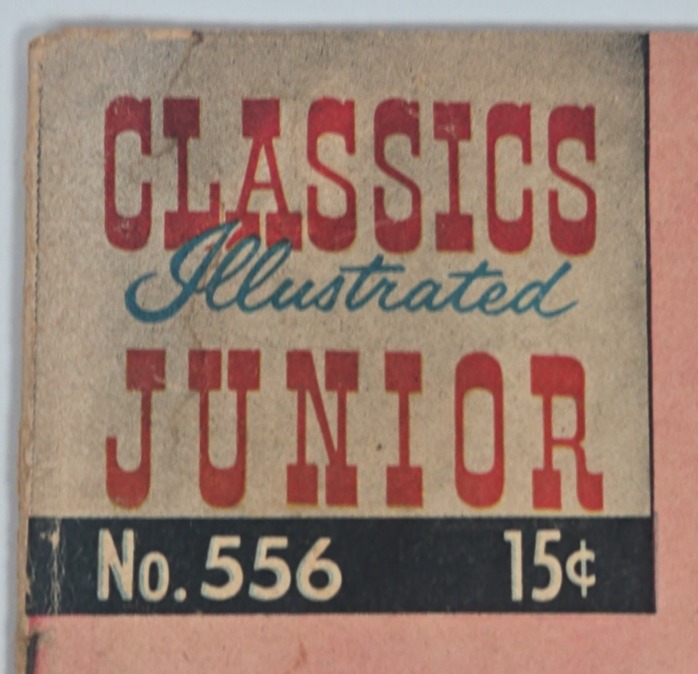 CLASSICS
Illustrated
JUNIOR
No. 556 15¢